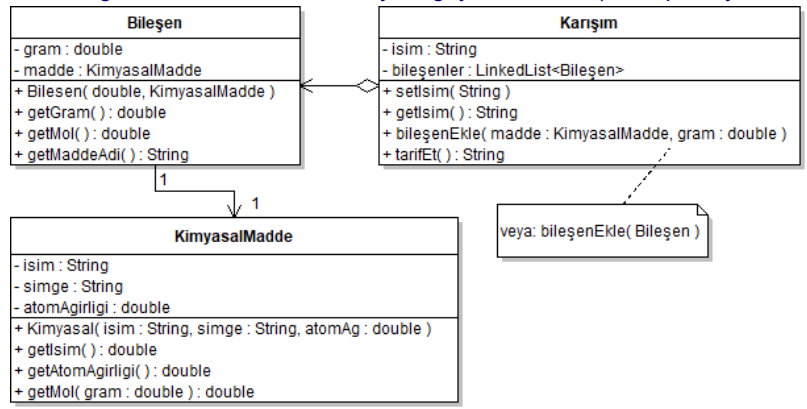 Bileşen
- gram : double
- madde : KimyasalMadde
+ Bilesen( double, KimyasalMadde )
+ getGram( ) : double
+ getMol( ) : double
+ getMaddeAdi( ) : String
Karışım
- isim : String
- bileşenler : LinkedList<Bileşen>
+ setIsim( String )
+ getIsim( ) : String
+ bileşenEkle( madde : KimyasalMadde, gram : double )
+ tarifEt( ) : String
1
1
veya: bileşenEkle( Bileşen )
KimyasalMadde
- isim : String
- simge : String
- atomAgirligi : double
+ Kimyasal( isim : String, simge : String, atomAg : double )
+ getIsim( ) : double
+ getAtomAgirligi( ) : double
+ getMol( gram : double ) : double